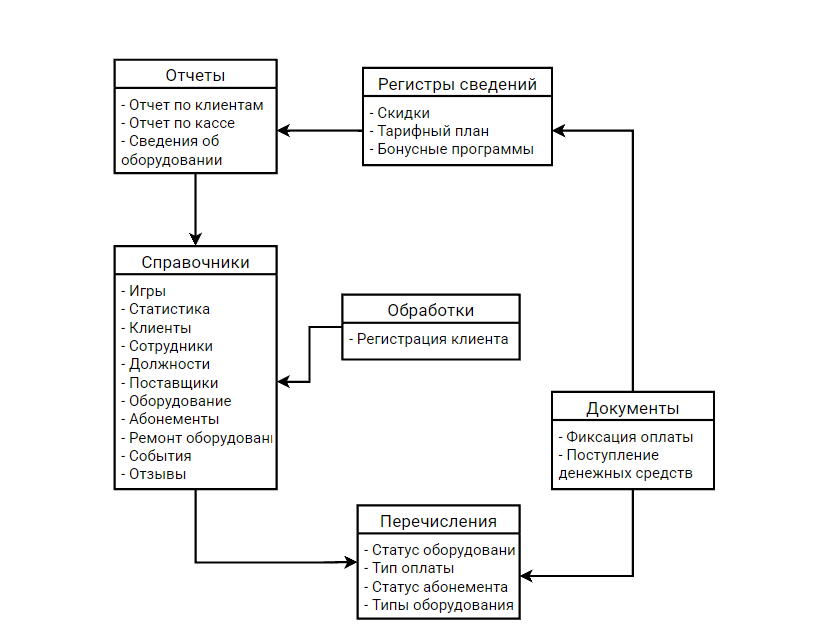 Отчеты
- Отчет по клиентам
- Отчет по кассе
- Сведения об
оборудовании
Регистры сведений
- Скидки
- Тарифный план
- Бонусные программы
Справочники
- Игры
- Статистика
- Клиенты
- Сотрудники
- Должности
- Поставщики
- Оборудование
- Абонементы
- Ремонт оборудован
- События
- Отзывы
Обработки
- Регистрация клиента
Документы
- Фиксация оплаты
- Поступление
денежных средств
Перечисления
- Статус оборудовани
- Тип оплаты
- Статус абонемента
- Типы оборудования